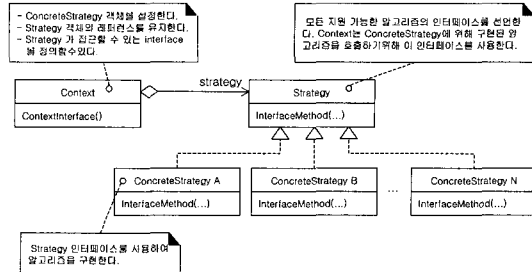 - ConcreteStrategy 객체를 설정한다.
- Strategy 객체의 레퍼런스를 유지한다.
- Strategy 가 접근할 수 있는 interface
를 정의할수있다.
모든 지원 가능한 알고리즘의 인터페이스를 선언한
다. Context는 ConcreteStrategy에 위해 구현된 알
고리즘을 호출하기위해 이 인터페이스를 사용한다.
Context
ContextInterface()
strategy
Strategy
InterfaceMethod(...)
ConcreteStrategy A
InterfaceMethod(...)
ConcreteStrategy B
InterfaceMethod(...)
...
ConcreteStrategy N
InterfaceMethod(...)
Strategy 인터페이스를 사용하여
알고리즘을 구현한다.